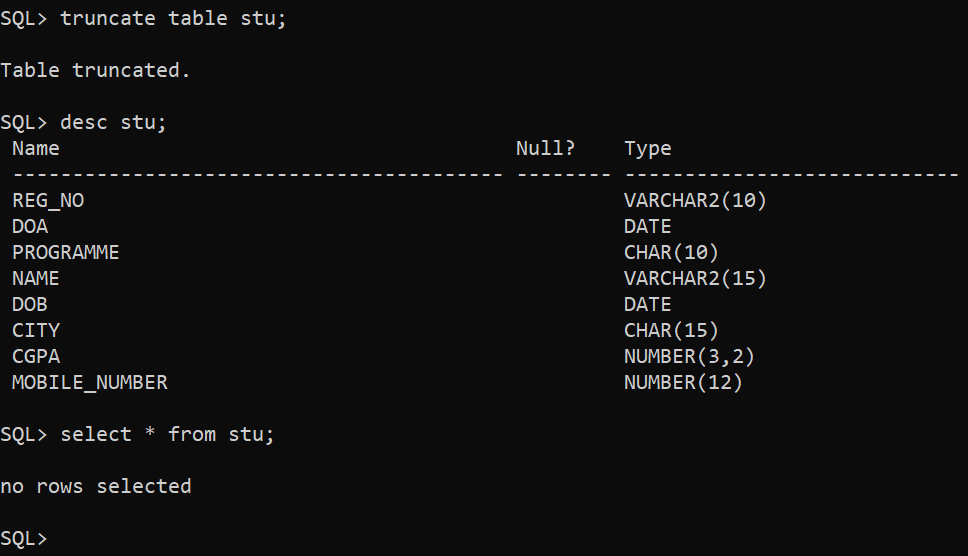 SQL> truncate table stu;
Table truncated.
SQL> desc stu;
Name                                      Null?    Type
----------------------------------------- -------- ----------------------------
REG_NO                                             VARCHAR2(10)
DOA                                                DATE
PROGRAMME                                          CHAR(10)
NAME                                               VARCHAR2(15)
DOB                                                DATE
CITY                                               CHAR(15)
CGPA                                               NUMBER(3,2)
MOBILE_NUMBER                                      NUMBER(12)
SQL> select * from stu;
no rows selected
SQL>